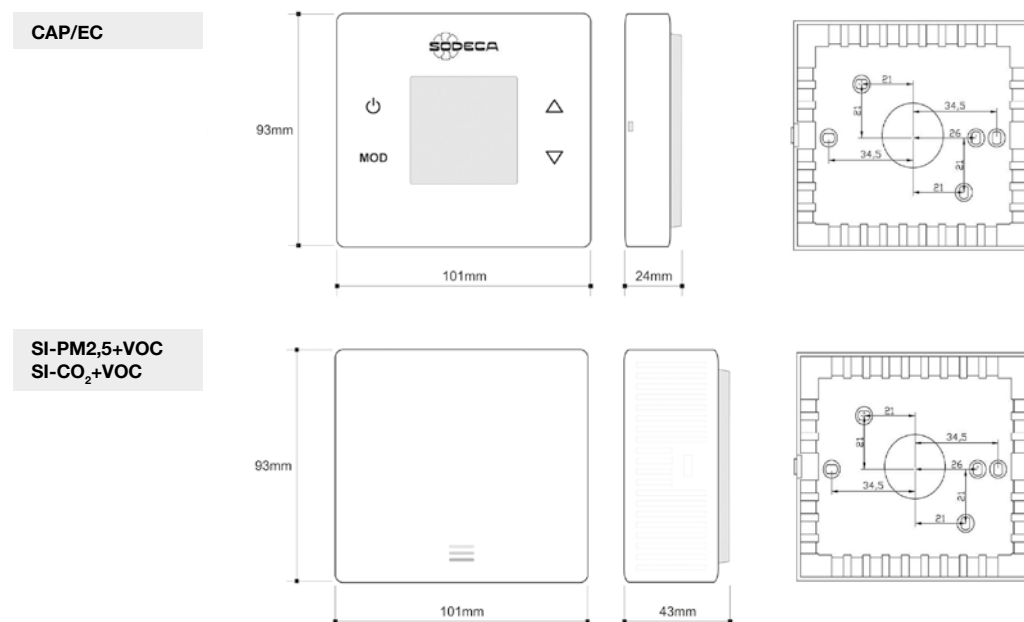 CAP/EC
SODECA
MOD
93mm
101mm
24mm
21
21
34,5
26
34,5
21
21
SI-PM2,5+VOC
SI-CO₂+VOC
93mm
101mm
43mm
21
21
34,5
26
34,5
21
21